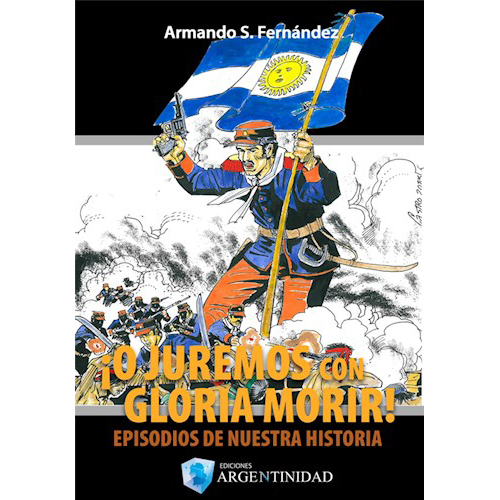 Armando S. Fernández
¡O JUREMOS CON
GLORIA MORIR!
EPISODIOS DE NUESTRA HISTORIA
EDICIONES
ARGENTINIDAD